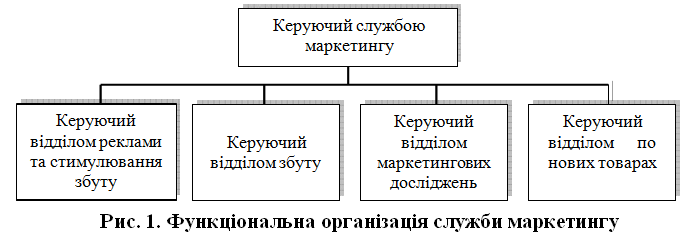 Керуючий службою
маркетингу
Керуючий
відділом реклами
та стимулювання
збуту
Керуючий
відділом збуту
Керуючий
відділом
маркетингових
досліджень
Керуючий
відділом по
нових товарах
Рис. 1. Функціональна організація служби маркетингу